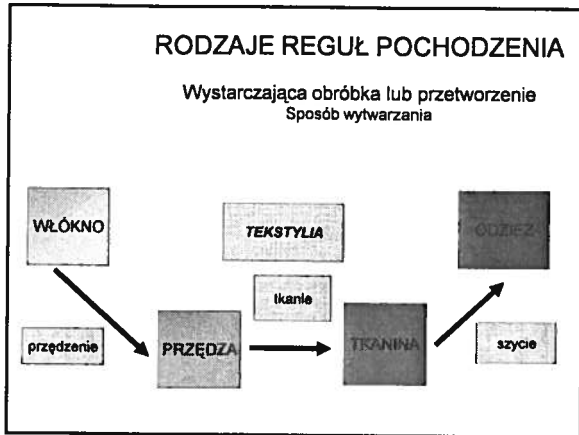 RODZAJE REGUŁ POCHODZENIA
Wystarczająca obróbka lub przetworzenie
Sposób wytwarzania
WŁÓKNO
TEKSTYLIA
ODZIEŻ
tkanie
przędzenie
PRZĘDZA
TKANINA
szycie